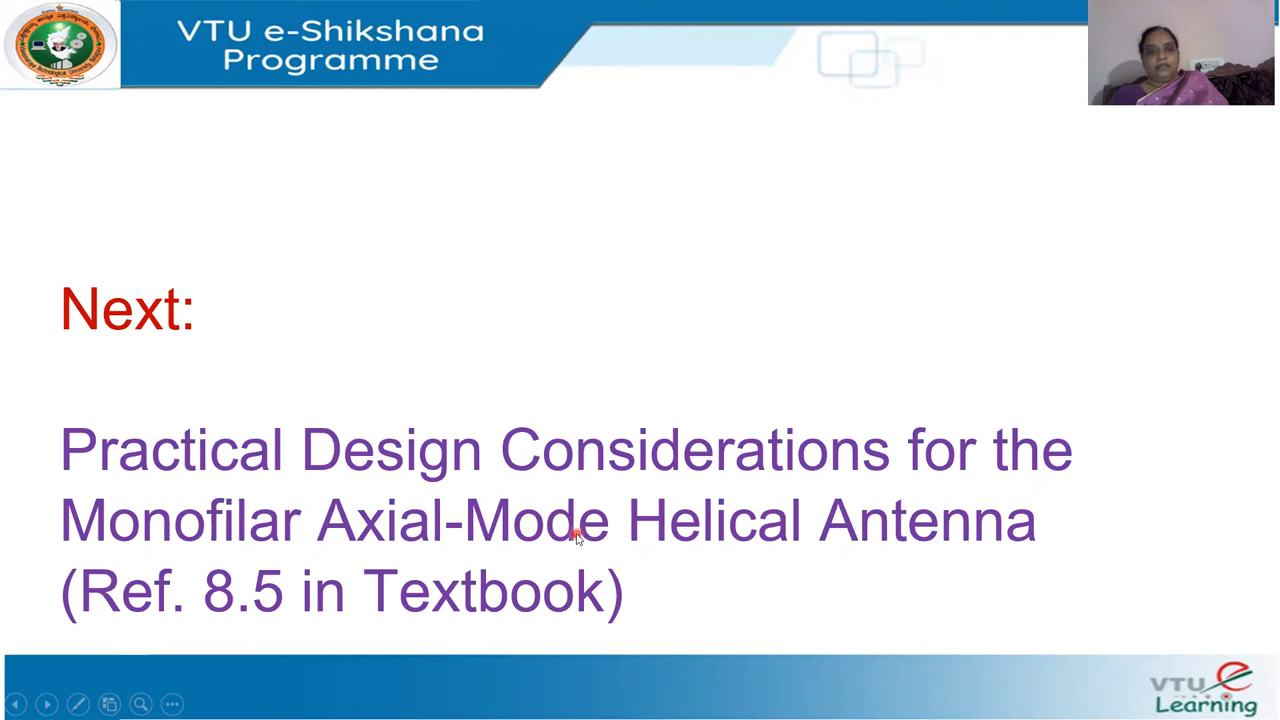 VTU e-Shikshana
Programme
Next:
Practical Design Considerations for the
Monofilar Axial-Mode Helical Antenna
(Ref. 8.5 in Textbook)
VTU e
Learning